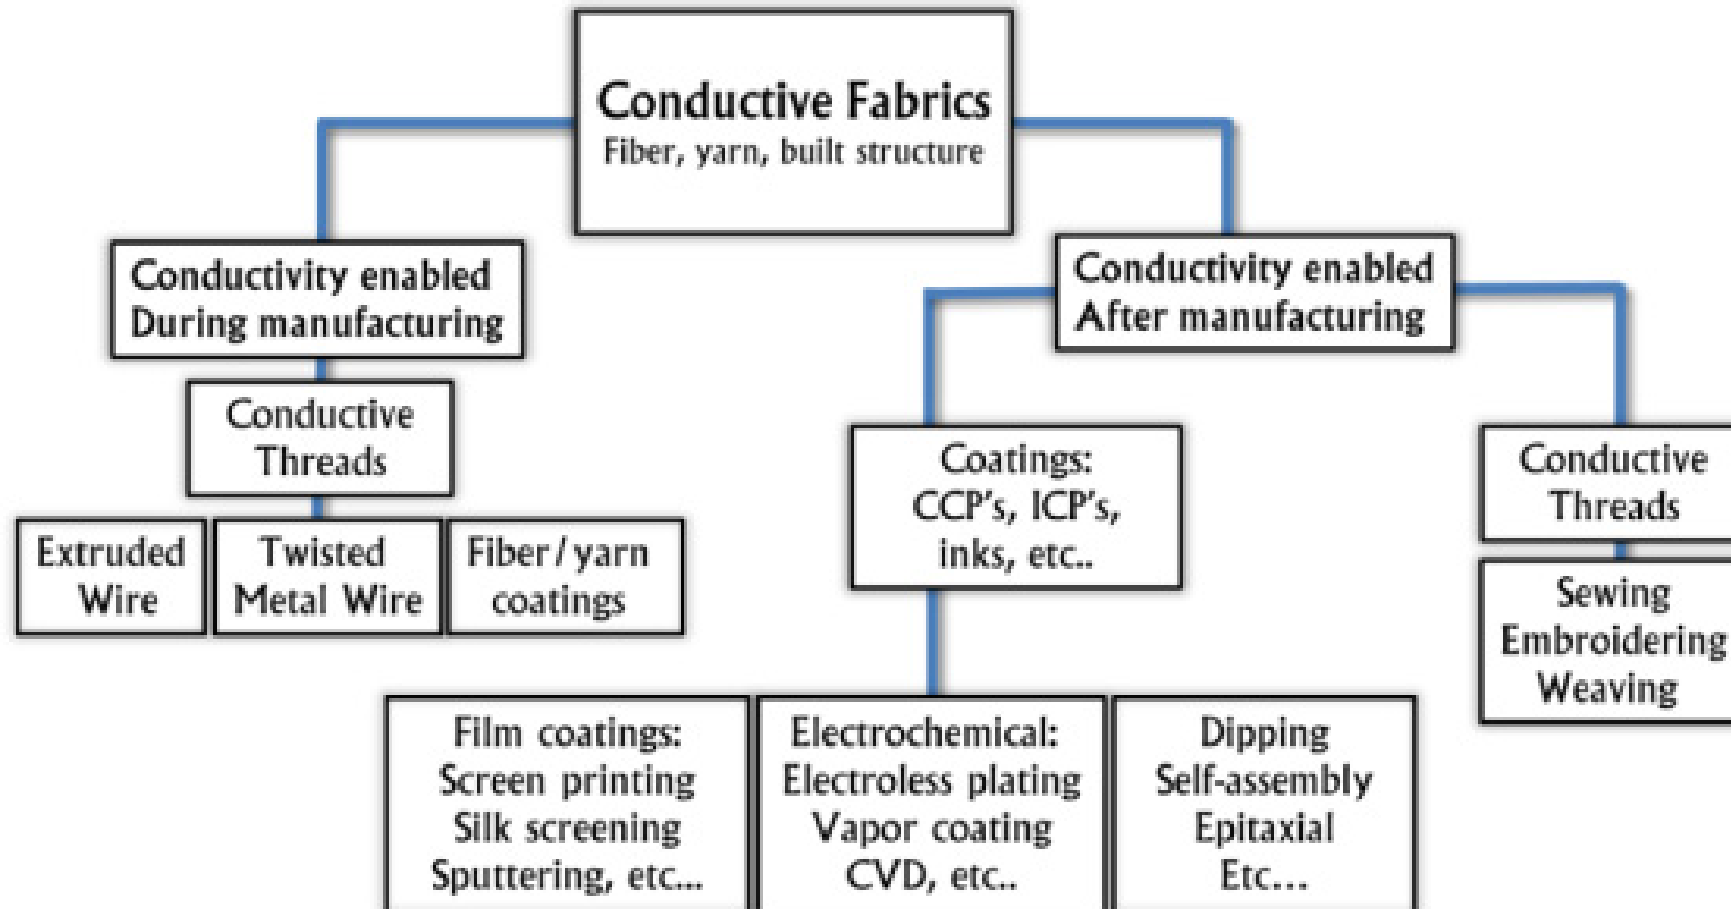 Conductive Fabrics
Fiber, yarn, built structure
Conductivity enabled
During manufacturing
Conductivity enabled
After manufacturing
Conductive
Threads
Extruded
Wire
Twisted
Metal Wire
Fiber/yarn
coatings
Coatings:
CCP's, ICP's,
inks, etc..
Conductive
Threads
Sewing
Embroidering
Weaving
Film coatings:
Screen printing
Silk screening
Sputtering, etc...
Electrochemical:
Electroless plating
Vapor coating
CVD, etc..
Dipping
Self-assembly
Epitaxial
Etc...